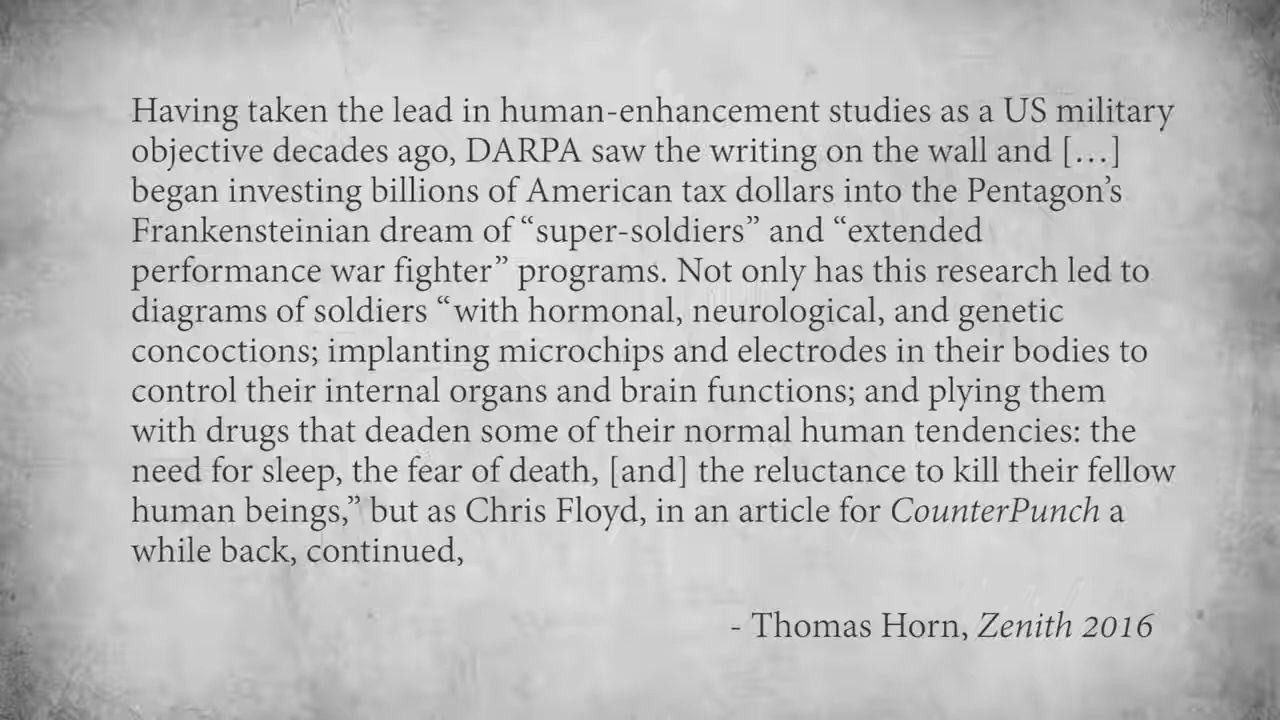 Having taken the lead in human-enhancement studies as a US military
objective decades ago, DARPA saw the writing on the wall and […]
began investing billions of American tax dollars into the Pentagon’s
Frankensteinian dream of “super-soldiers” and “extended
performance war fighter” programs. Not only has this research led to
diagrams of soldiers “with hormonal, neurological, and genetic
concoctions; implanting microchips and electrodes in their bodies to
control their internal organs and brain functions; and plying them
with drugs that deaden some of their normal human tendencies: the
need for sleep, the fear of death, [and] the reluctance to kill their fellow
human beings,” but as Chris Floyd, in an article for CounterPunch a
while back, continued,
- Thomas Horn, Zenith 2016